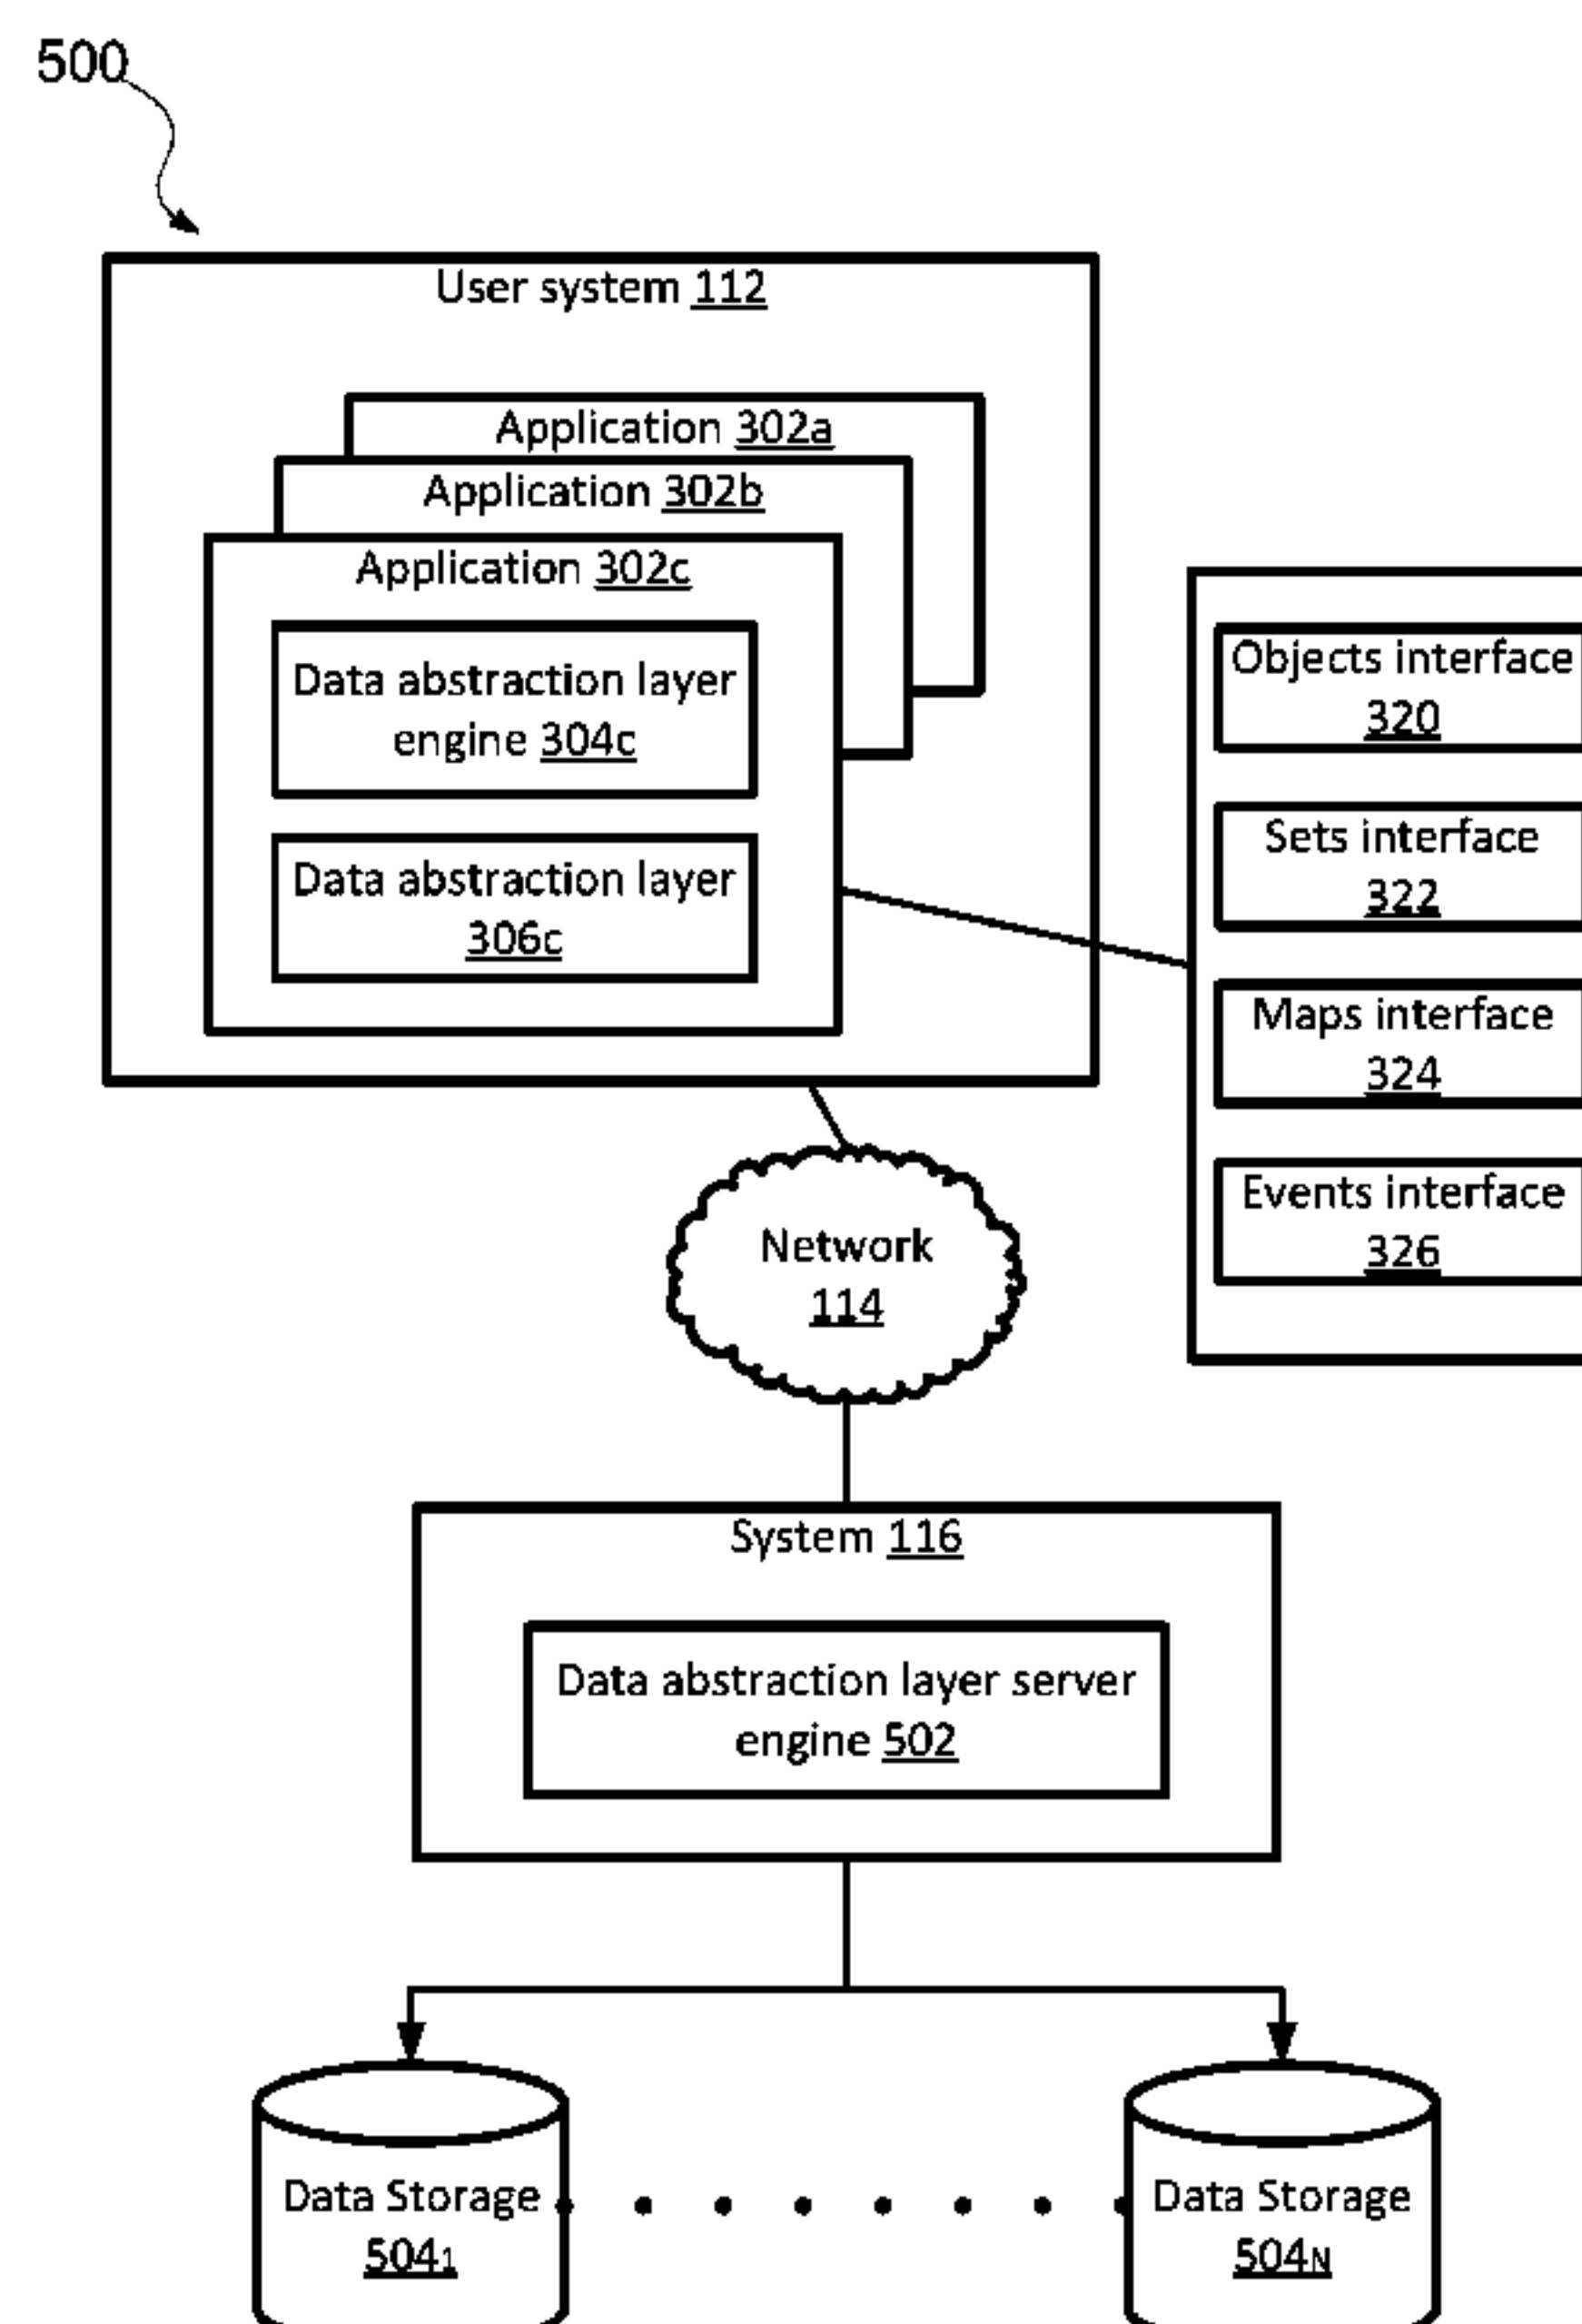 500
User system 112
Application 302a
Application 302b
Application 302c
Data abstraction layer
engine 304c
Data abstraction layer
306c
Objects interface
320
Sets interface
322
Maps interface
324
Events interface
326
Network
114
System 116
Data abstraction layer server
engine 502
Data Storage
504₁
Data Storage
504N